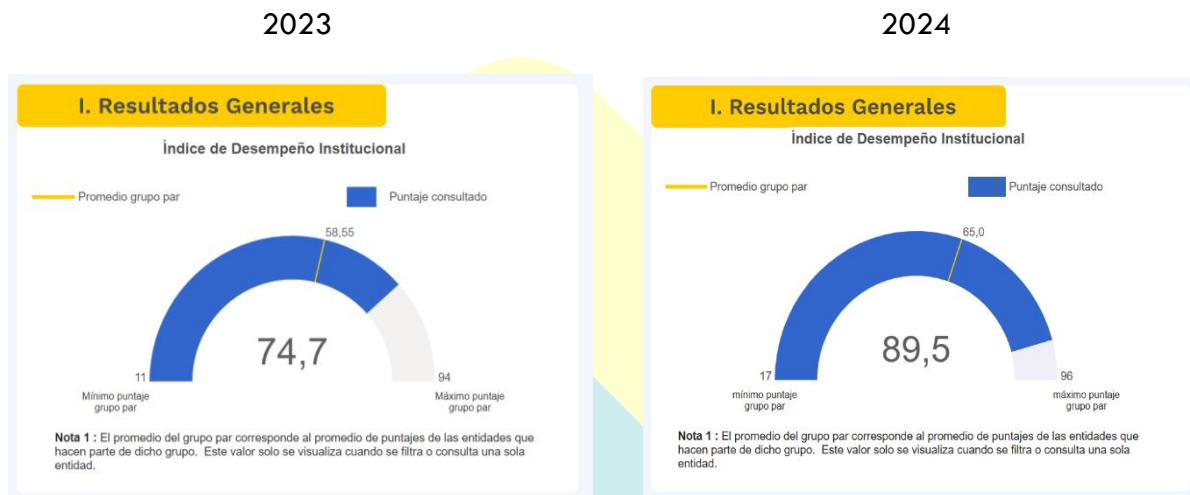 2023
I. Resultados Generales
Índice de Desempeño Institucional
Promedio grupo par
Puntaje consultado
58,55
74,7
11
Mínimo puntaje
grupo par
94
Máximo puntaje
grupo par
Nota 1 : El promedio del grupo par corresponde al promedio de puntajes de las entidades que
hacen parte de dicho grupo. Este valor solo se visualiza cuando se filtra o consulta una sola
entidad.
2024
I. Resultados Generales
Índice de Desempeño Institucional
Promedio grupo par
Puntaje consultado
65,0
89,5
17
mínimo puntaje
grupo par
96
máximo puntaje
grupo par
Nota 1 : El promedio del grupo par corresponde al promedio de puntajes de las entidades que
hacen parte de dicho grupo. Este valor solo se visualiza cuando se filtra o consulta una sola
entidad.